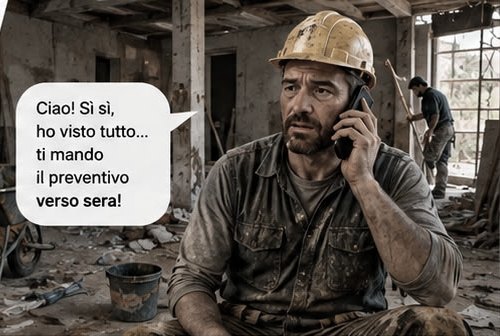 Ciao! Sì sì,
ho visto tutto...
ti mando
il preventivo
verso sera!